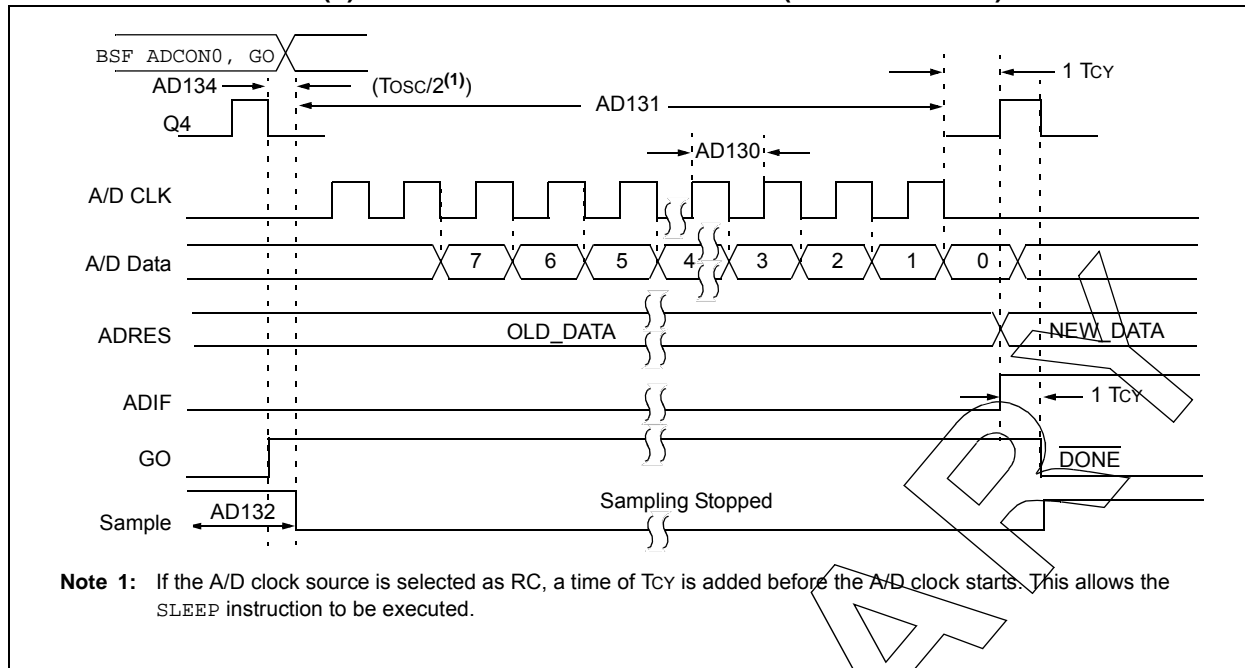 BSF ADCON0, GO
AD134
(TOSC/2(1))
1 TCY
AD131
Q4
AD130
A/D CLK
A/D Data
7 6 5 4 3 2 1 0
ADRES
OLD_DATA
NEW_DATA
ADIF
1 TCY
GO
DONE
Sampling Stopped
AD132
Sample
Note 1: If the A/D clock source is selected as RC, a time of TCY is added before the A/D clock starts. This allows the
SLEEP instruction to be executed.
A R Y